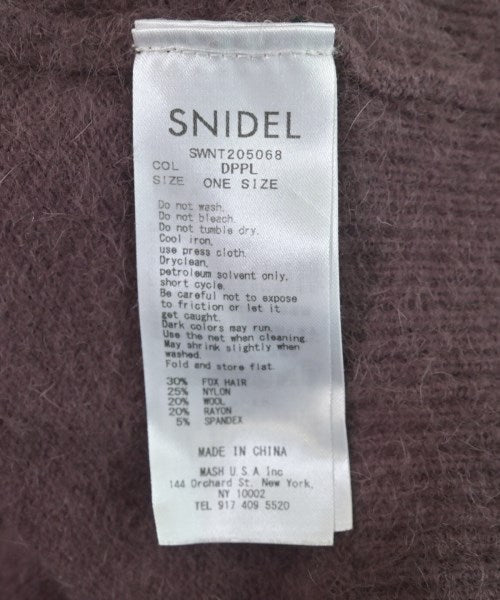 SNIDEL
SWNT205068
COL DPPL
SIZE ONE SIZE
Do not wash.
Do not bleach.
Do not tumble dry.
Cool iron.
use press cloth.
Dryclean.
petroleum solvent only.
short cycle.
Be careful not to expose
to friction or let it
get caught.
Dark colors may run.
Use the net when cleaning.
May shrink slightly when
washed.
Fold and store flat.
30% FOX HAIR
25% NYLON
20% WOOL
20% RAYON
5% SPANDEX
MADE IN CHINA
MASH U.S.A Inc
144 Orchard St. New York.
NY 10002
TEL 917 409 5520